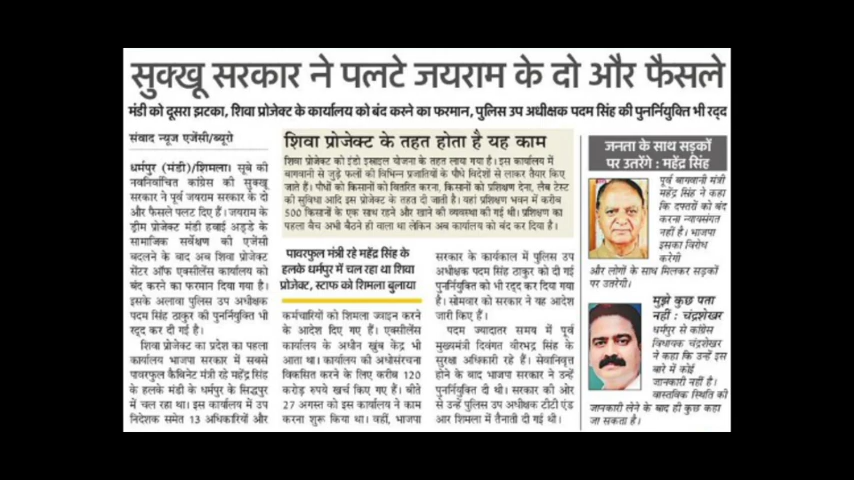 सुक्खू सरकार ने पलटे जयराम के दो और फैसले
मंडी को दूसरा झटका, शिवा प्रोजेक्ट के कार्यालय को बंद करने का फरमान, पुलिस उप अधीक्षक पदम सिंह की पुनर्नियुक्ति भी रद्द
संवाद न्यूज एजेंसी/ब्यूरो
धर्मपुर (मंडी)/शिमला। सूबे की
नवनिर्वाचित कांग्रेस की सुक्खू
सरकार ने पूर्व जयराम सरकार के दो
और फैसले पलट दिए हैं। जयराम के
ड्रीम प्रोजेक्ट मंडी हवाई अड्डे के
सामाजिक सर्वेक्षण की एजेंसी
बदलने के बाद अब शिवा प्रोजेक्ट
सेंटर ऑफ एक्सीलेंस कार्यालय को
बंद करने का फरमान दिया गया है।
इसके अलावा पुलिस उप अधीक्षक
पदम सिंह ठाकुर की पुनर्नियुक्ति भी
रद्द कर दी गई है।
शिवा प्रोजेक्ट का प्रदेश का पहला
कार्यालय भाजपा सरकार में सबसे
पावरफुल कैबिनेट मंत्री रहे महेंद्र सिंह
के हलके मंडी के धर्मपुर के सिद्धपुर
में चल रहा था। इस कार्यालय में उप
निदेशक समेत 13 अधिकारियों और
शिवा प्रोजेक्ट के तहत होता है यह काम
शिवा प्रोजेक्ट को इंडो इस्राइल योजना के तहत लाया गया है। इस कार्यालय में
बागवानी से जुड़े फलों की विभिन्न प्रजातियों के पौधे विदेशों से लाकर तैयार किए
जाते हैं। पौधों को किसानों को वितरित करना, किसानों को प्रशिक्षण देना, लैब टेस्ट
की सुविधा आदि इस प्रोजेक्ट के तहत दी जाती है। यहां प्रशिक्षण भवन में करीब
500 किसानों के एक साथ रहने और खाने की व्यवस्था की गई थी। प्रशिक्षण का
पहला बैच अभी बैठने ही वाला था लेकिन अब कार्यालय को बंद कर दिया है।
पावरफुल मंत्री रहे महेंद्र सिंह के
हलके धर्मपुर में चल रहा था शिवा
प्रोजेक्ट, स्टाफ को शिमला बुलाया
कर्मचारियों को शिमला ज्वाइन करने
के आदेश दिए गए हैं। एक्सीलेंस
कार्यालय के अधीन खुंब केंद्र भी
आता था। कार्यालय की अधोसंरचना
विकसित करने के लिए करीब 120
करोड़ रुपये खर्च किए गए हैं। बीते
27 अगस्त को इस कार्यालय ने काम
करना शुरू किया था। वहीं, भाजपा
सरकार के कार्यकाल में पुलिस उप
अधीक्षक पदम सिंह ठाकुर को दी गई
पुनर्नियुक्ति को भी रद्द कर दिया गया
है। सोमवार को सरकार ने यह आदेश
जारी किए हैं।
पदम ज्यादातर समय में पूर्व
मुख्यमंत्री दिवंगत वीरभद्र सिंह के
सुरक्षा अधिकारी रहे हैं। सेवानिवृत्त
होने के बाद भाजपा सरकार ने उन्हें
पुनर्नियुक्ति दी थी। सरकार की ओर
से उन्हें पुलिस उप अधीक्षक टीटी एंड
आर शिमला में तैनाती दी गई थी।
जनता के साथ सड़कों
पर उतरेंगे : महेंद्र सिंह
पूर्व बागवानी मंत्री
महेंद्र सिंह ने कहा
कि दफ्तरों को बंद
करना न्यायसंगत
नहीं है। भाजपा
इसका विरोध
करेगी
और लोगों के साथ मिलकर सड़कों
पर उतरेगी।
मुझे कुछ पता
नहीं : चंद्रशेखर
धर्मपुर से कांग्रेस
विधायक चंद्रशेखर
ने कहा कि उन्हें इस
बारे में कोई
जानकारी नहीं है।
वास्तविक स्थिति की
जानकारी लेने के बाद ही कुछ कहा
जा सकता है।